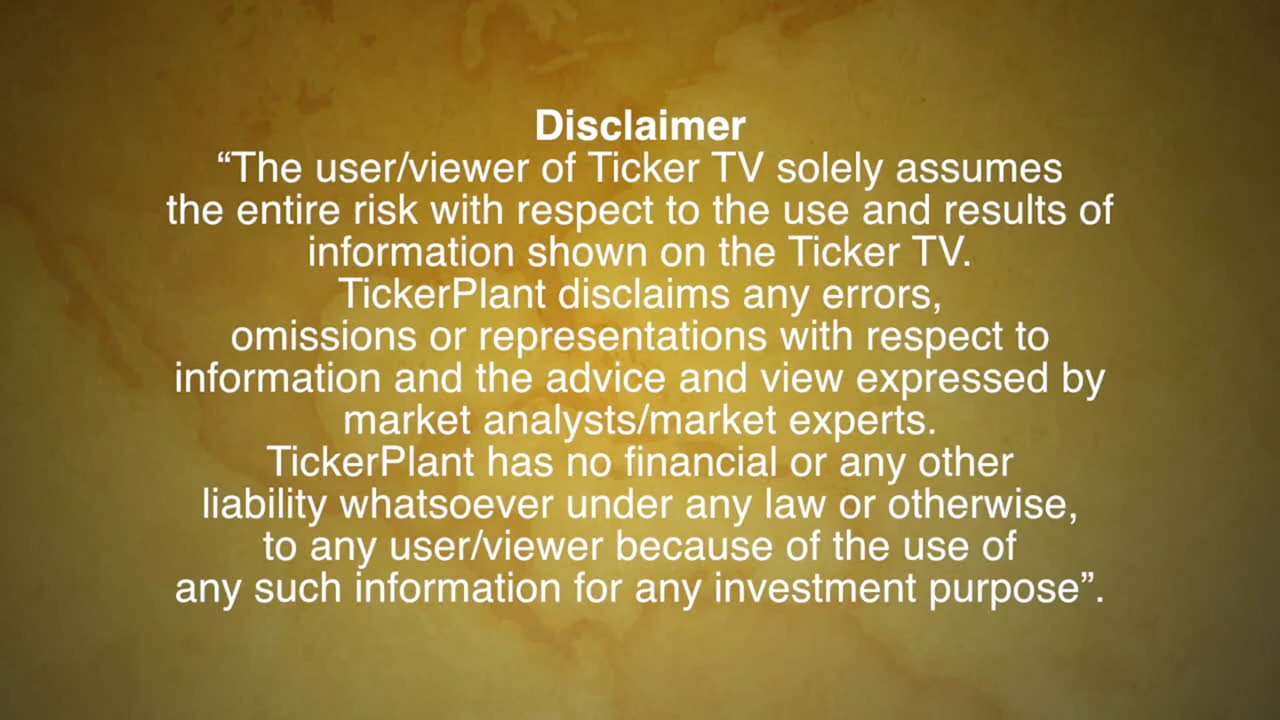 Disclaimer
“The user/viewer of Ticker TV solely assumes
the entire risk with respect to the use and results of
information shown on the Ticker TV.
TickerPlant disclaims any errors,
omissions or representations with respect to
information and the advice and view expressed by
market analysts/market experts.
TickerPlant has no financial or any other
liability whatsoever under any law or otherwise,
to any user/viewer because of the use of
any such information for any investment purpose”.